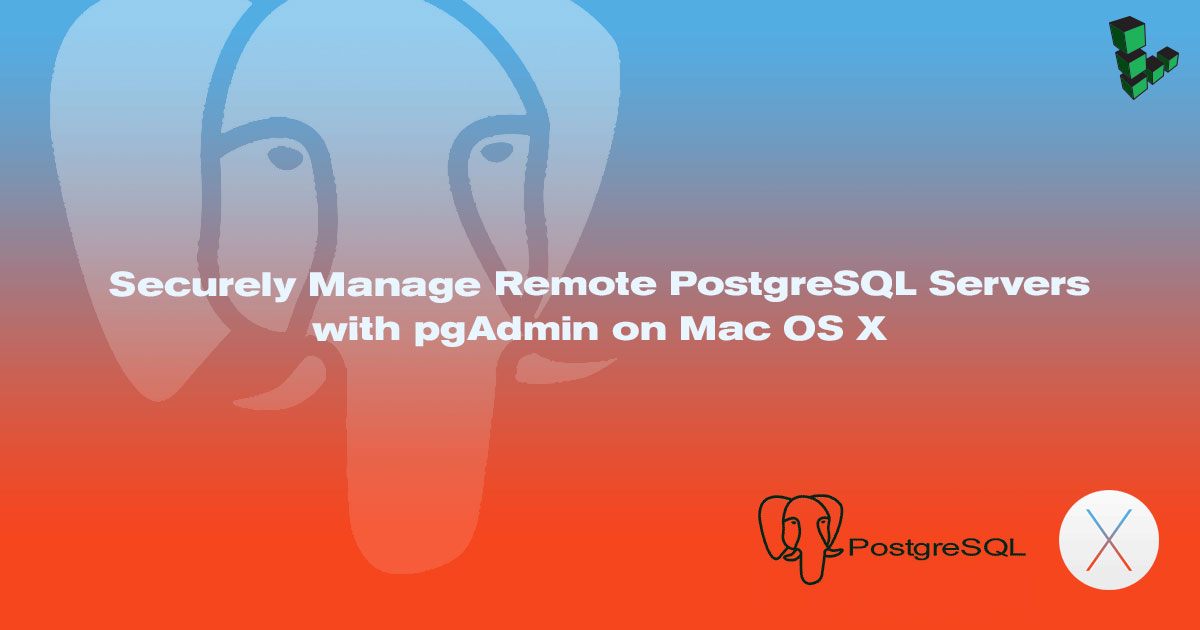 Securely Manage Remote PostgreSQL Servers
with pgAdmin on Mac OS X
PostgreSQL
X